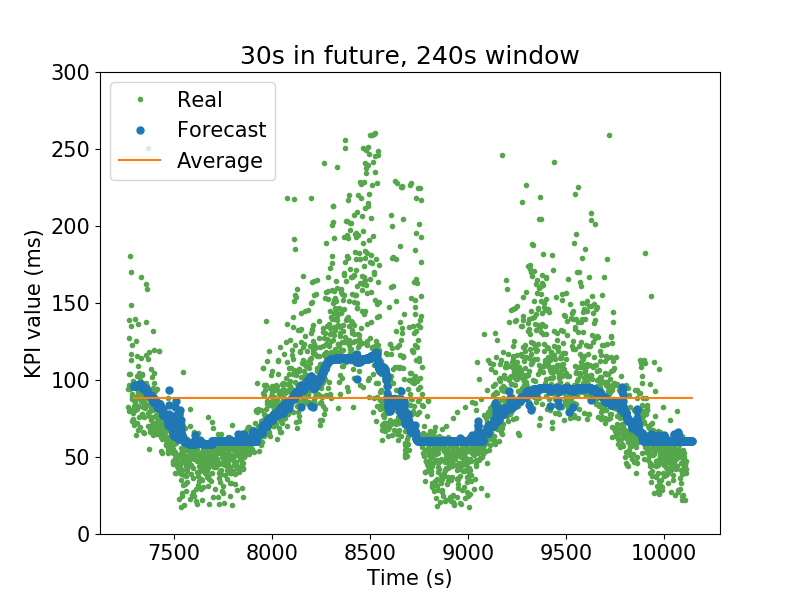 30s in future, 240s window
300
250
200
150
100
50
0
KPI value (ms)
Real
Forecast
Average
7500
8000
8500
9000
9500
10000
Time (s)